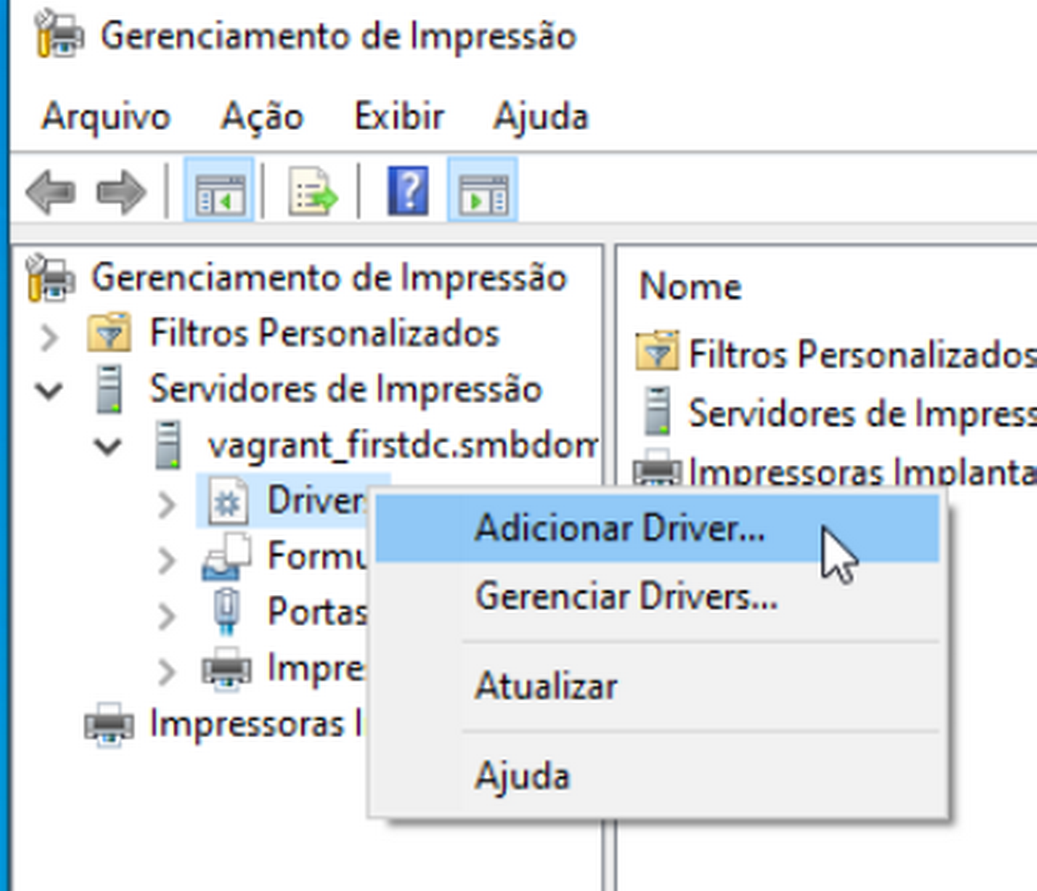 Gerenciamento de Impressão
Arquivo Ação Exibir Ajuda
Gerenciamento de Impressão
Filtros Personalizados
Servidores de Impressão
vagrant_firstdc.smbdom
Driver
Formu
Portas
Impre
Impressoras I
Nome
Filtros Personalizados
Servidores de Impress
Impressoras Implanta
Adicionar Driver...
Gerenciar Drivers...
Atualizar
Ajuda